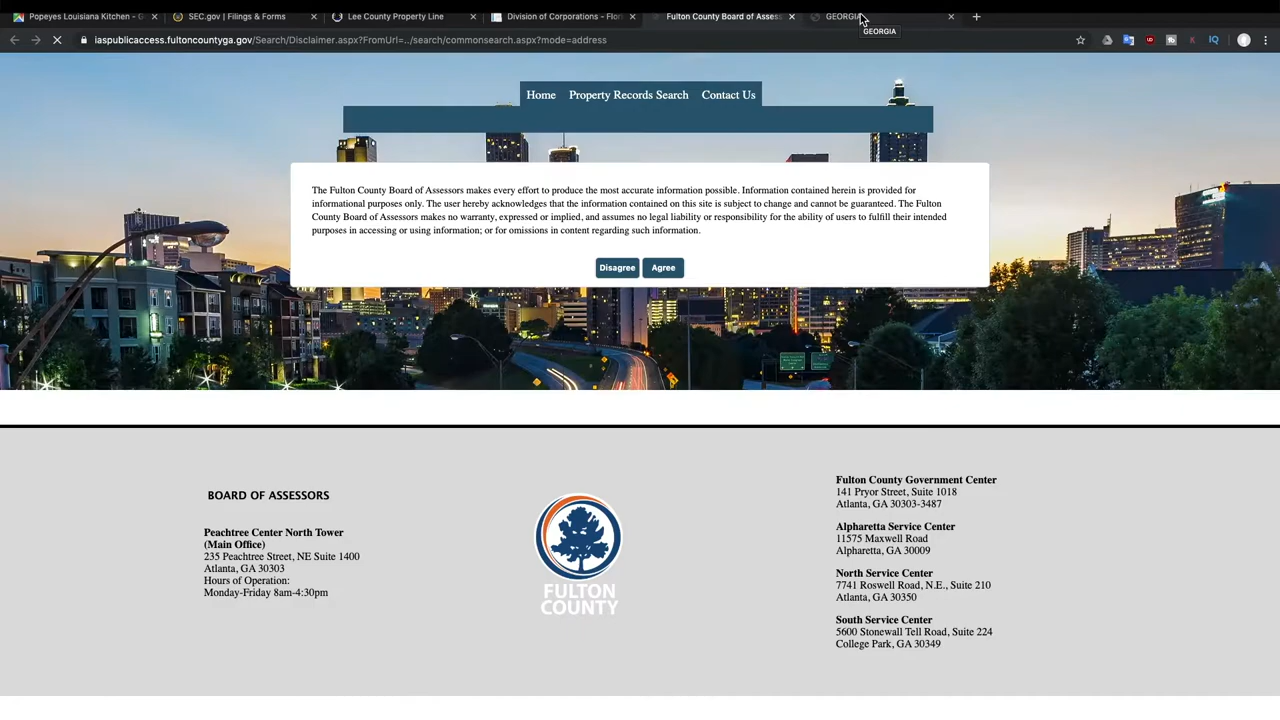 Popeyes Louisiana Kitchen - G
SEC.gov | Filings & Forms
Lee County Property Line
Division of Corporations - Flor
Fulton County Board of Assess
GEORGIA
GEORGIA
iaspublicaccess.fultoncountyga.gov/Search/Disclaimer.aspx?FromUrl=../search/commonsearch.aspx?mode=address
Home Property Records Search Contact Us
The Fulton County Board of Assessors makes every effort to produce the most accurate information possible. Information contained herein is provided for
informational purposes only. The user hereby acknowledges that the information contained on this site is subject to change and cannot be guaranteed. The Fulton
County Board of Assessors makes no warranty, expressed or implied, and assumes no legal liability or responsibility for the ability of users to fulfill their intended
purposes in accessing or using information; or for omissions in content regarding such information.
Disagree Agree
BOARD OF ASSESSORS
Peachtree Center North Tower
(Main Office)
235 Peachtree Street, NE Suite 1400
Atlanta, GA 30303
Hours of Operation:
Monday-Friday 8am-4:30pm
FULTON
COUNTY
Fulton County Government Center
141 Pryor Street, Suite 1018
Atlanta, GA 30303-3487
Alpharetta Service Center
11575 Maxwell Road
Alpharetta, GA 30009
North Service Center
7741 Roswell Road, N.E., Suite 210
Atlanta, GA 30350
South Service Center
5600 Stonewall Tell Road, Suite 224
College Park, GA 30349